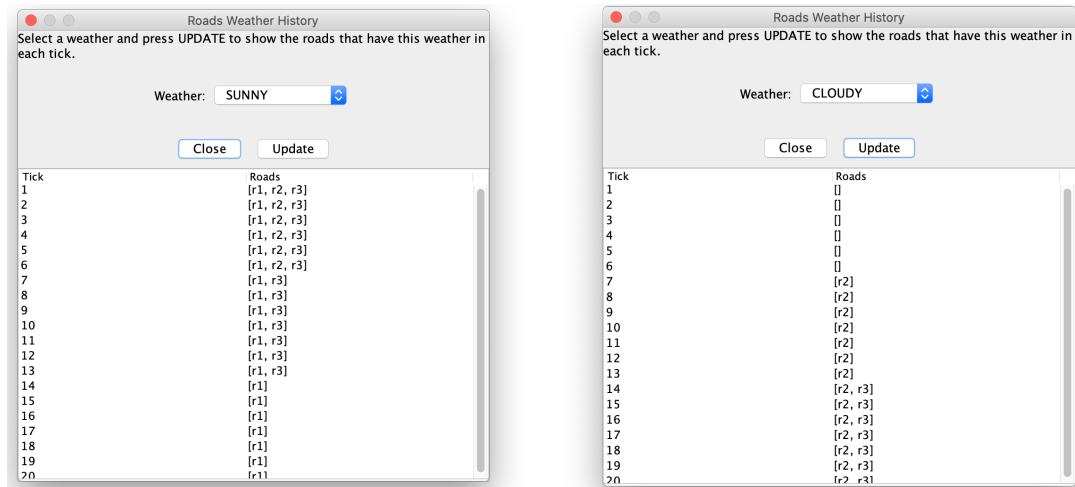 Roads Weather History
Select a weather and press UPDATE to show the roads that have this weather in
each tick.
Weather: SUNNY
Close Update
Tick Roads
1 [r1, r2, r3]
2 [r1, r2, r3]
3 [r1, r2, r3]
4 [r1, r2, r3]
5 [r1, r2, r3]
6 [r1, r2, r3]
7 [r1, r3]
8 [r1, r3]
9 [r1, r3]
10 [r1, r3]
11 [r1, r3]
12 [r1, r3]
13 [r1, r3]
14 [r1]
15 [r1]
16 [r1]
17 [r1]
18 [r1]
19 [r1]
20 [r1]
Roads Weather History
Select a weather and press UPDATE to show the roads that have this weather in
each tick.
Weather: CLOUDY
Close Update
Tick Roads
1 []
2 []
3 []
4 []
5 []
6 []
7 [r2]
8 [r2]
9 [r2]
10 [r2]
11 [r2]
12 [r2]
13 [r2]
14 [r2, r3]
15 [r2, r3]
16 [r2, r3]
17 [r2, r3]
18 [r2, r3]
19 [r2, r3]
20 [r2, r3]